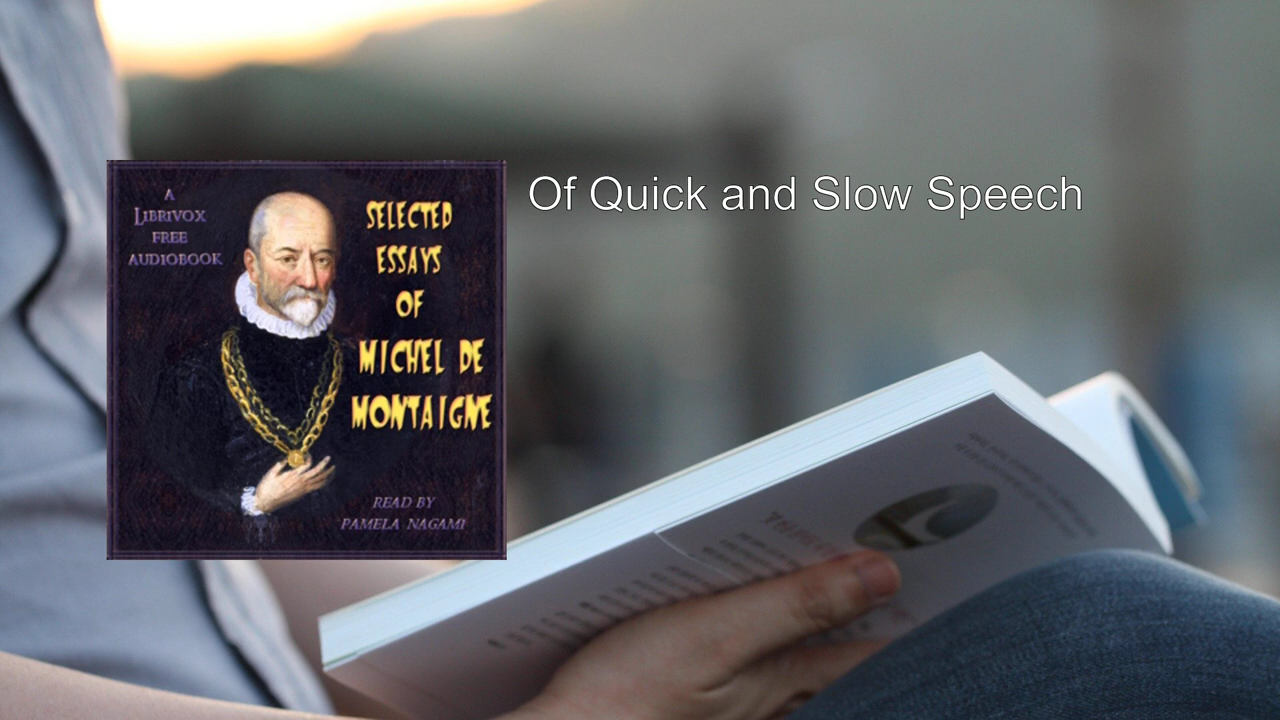 A
LIBRIVOX
FREE
AUDIOBOOK
SELECTED
ESSAYS
OF
MICHEL DE
MONTAIGNE
READ BY
PAMELA NAGAMI
Of Quick and Slow Speech